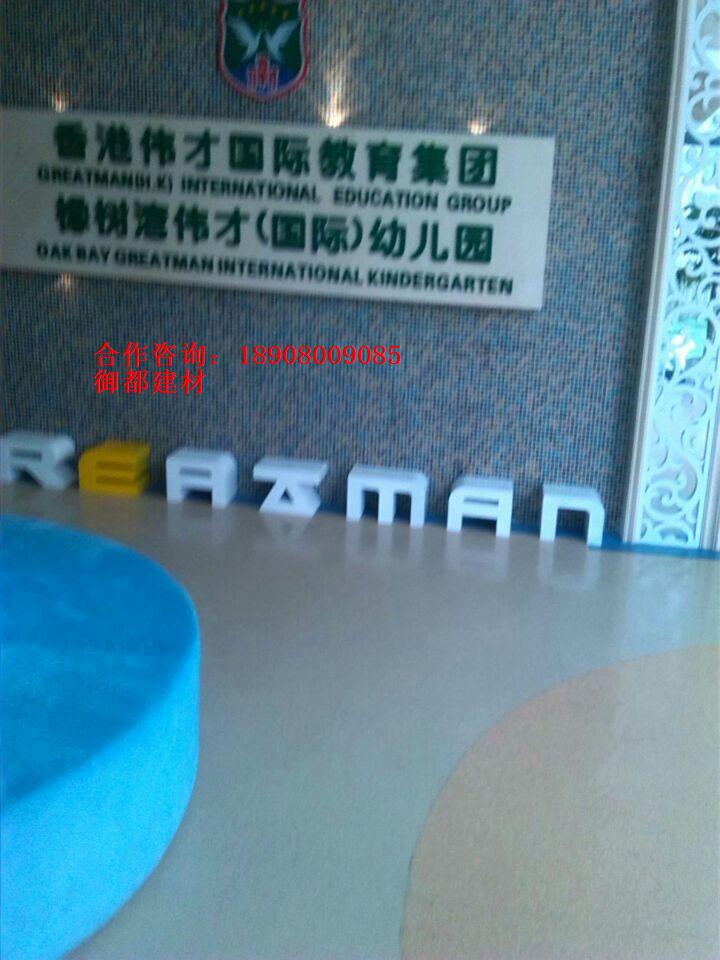 香港伟才国际教育集团
GREATMAN(H.K) INTERNATIONAL EDUCATION GROUP
橡树湾伟才(国际)幼儿园
OAK BAY GREATMAN INTERNATIONAL KINDERGARTEN
合作咨询：18908009085
御都建材
REATMAN